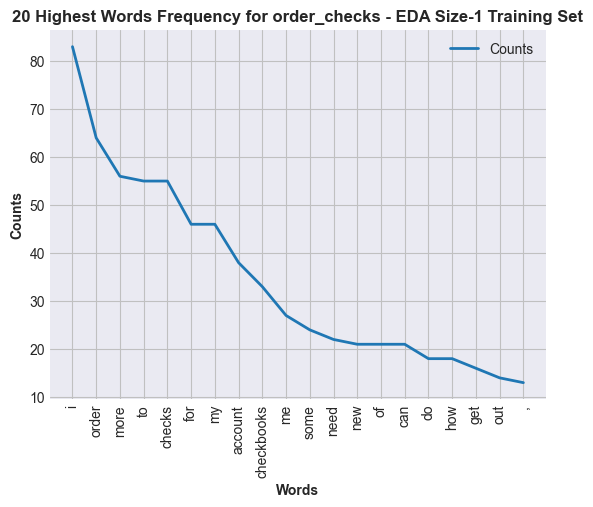 20 Highest Words Frequency for order_checks - EDA Size-1 Training Set
Counts
80
70
60
50
40
30
20
10
Counts
i
order
more
to
checks
for
my
account
checkbooks
me
some
need
new
of
can
do
how
get
out
,
Words